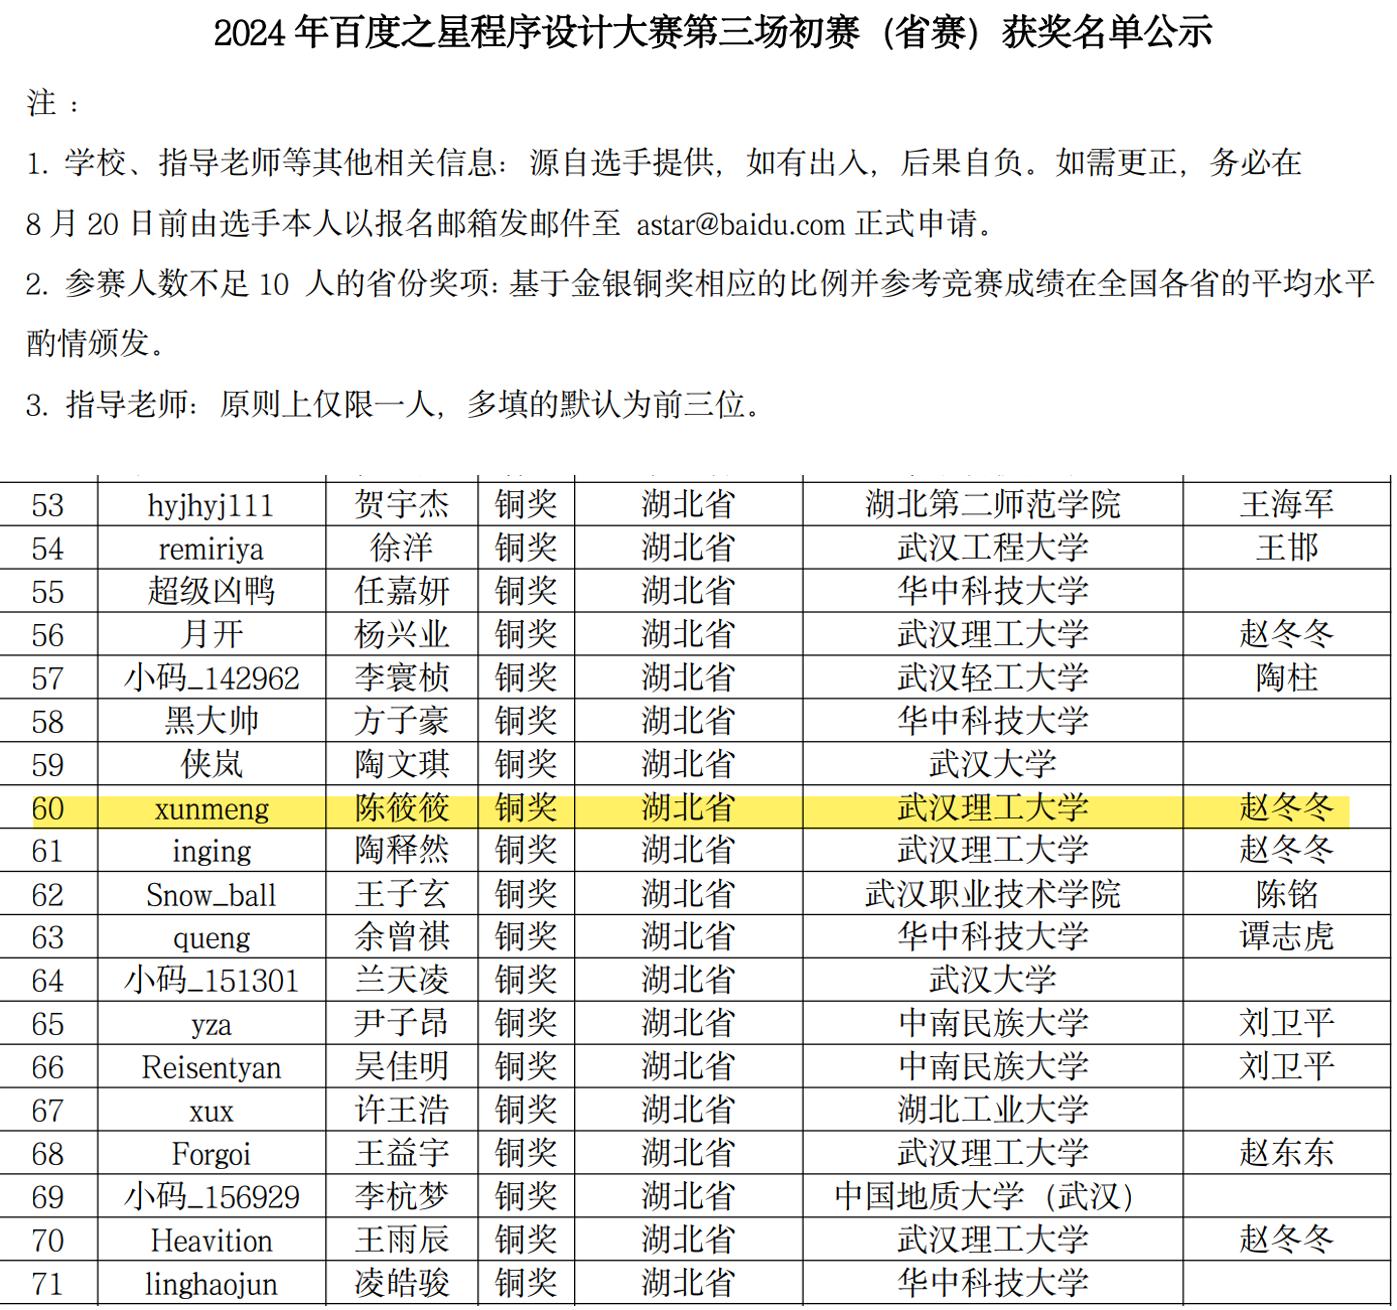 2024 年百度之星程序设计大赛第三场初赛（省赛）获奖名单公示
注：
1. 学校、指导老师等其他相关信息：源自选手提供，如有出入，后果自负。如需更正，务必在
8 月 20 日前由选手本人以报名邮箱发邮件至 astar@baidu.com 正式申请。
2. 参赛人数不足 10 人的省份奖项：基于金银铜奖相应的比例并参考竞赛成绩在全国各省的平均水平
酌情颁发。
3. 指导老师：原则上仅限一人，多填的默认为前三位。
53 hyjhyj111 贺宇杰 铜奖 湖北省 湖北第二师范学院 王海军
54 remiriya 徐洋 铜奖 湖北省 武汉工程大学 王邯
55 超级凶鸭 任嘉妍 铜奖 湖北省 华中科技大学
56 月开 杨兴业 铜奖 湖北省 武汉理工大学 赵冬冬
57 小码_142962 李寰桢 铜奖 湖北省 武汉轻工大学 陶柱
58 黑大帅 方子豪 铜奖 湖北省 华中科技大学
59 侠岚 陶文琪 铜奖 湖北省 武汉大学
60 xunmeng 陈筱筱 铜奖 湖北省 武汉理工大学 赵冬冬
61 inging 陶释然 铜奖 湖北省 武汉理工大学 赵冬冬
62 Snow_ball 王子玄 铜奖 湖北省 武汉职业技术学院 陈铭
63 queng 余曾祺 铜奖 湖北省 华中科技大学 谭志虎
64 小码_151301 兰天凌 铜奖 湖北省 武汉大学
65 yza 尹子昂 铜奖 湖北省 中南民族大学 刘卫平
66 Reisentyan 吴佳明 铜奖 湖北省 中南民族大学 刘卫平
67 xux 许王浩 铜奖 湖北省 湖北工业大学
68 Forgoi 王益宇 铜奖 湖北省 武汉理工大学 赵东东
69 小码_156929 李杭梦 铜奖 湖北省 中国地质大学（武汉）
70 Heavition 王雨辰 铜奖 湖北省 武汉理工大学 赵冬冬
71 linghaojun 凌皓骏 铜奖 湖北省 华中科技大学